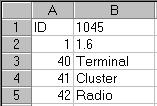 A B
1 ID 1045
2 1 1.6
3 40 Terminal
4 41 Cluster
5 42 Radio